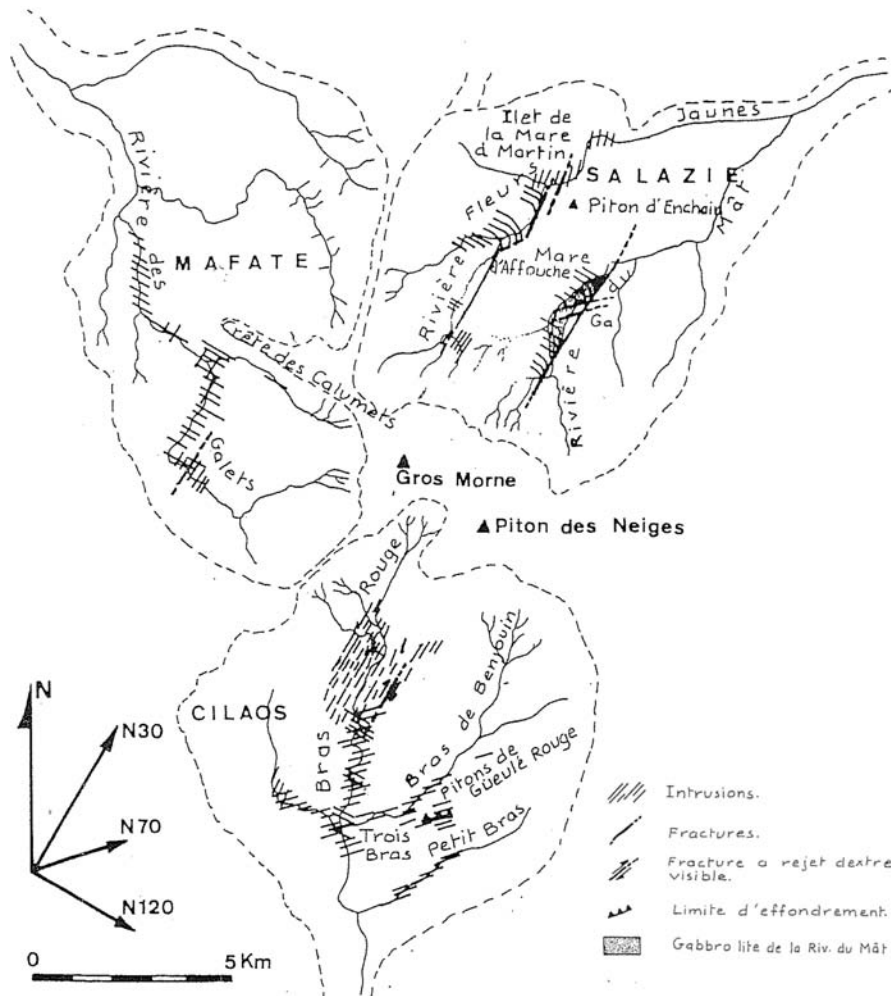 Jaunes
Ilet de
la Mare
à Martin
SALAZIE
Piton d'Enchain
Mât
Fleurs
Rivière
Mare
d'Affouche
du
Ga
Rivière
Rivière
des
MAFATE
Crête des Calumets
Galets
Gros Morne
Piton des Neiges
Rouge
Bras
CILAOS
Bras de Benjouin
Pitons de
Gueule Rouge
Trois
Bras
Petit Bras
N
N30
N70
N120
0 5 Km
Intrusions.
Fractures.
Fracture a rejet dextre
visible.
Limite d'effondrement.
Gabbro lité de la Riv. du Mât